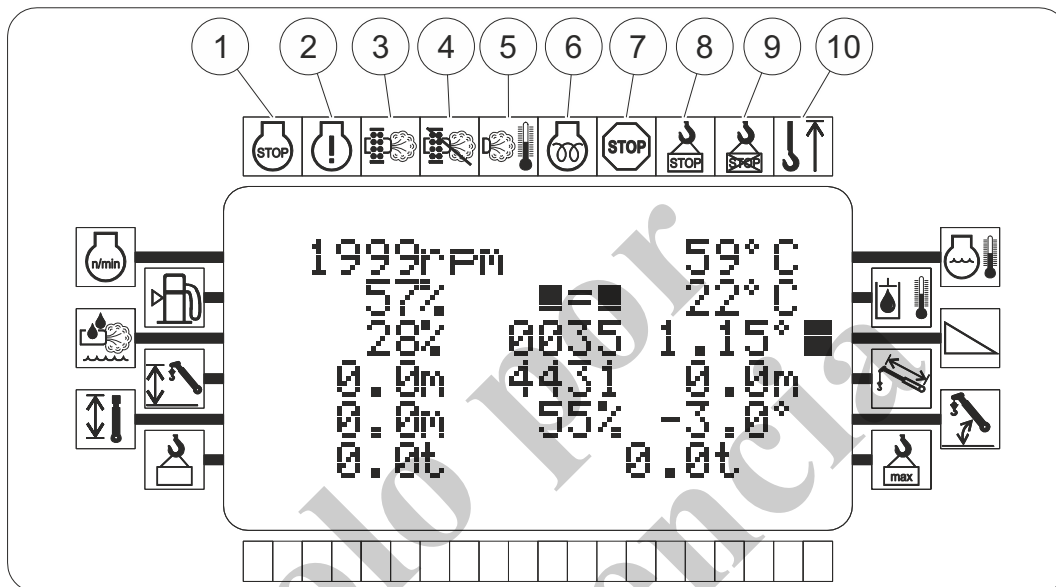 1 2 3 4 5 6 7 8 9 10
STOP ! STOP STOP STOP
n/min
1999rpm 59°C
57% 22°C
28% 0035 1.15°
0.0m 4431 0.0m
0.0m 55% -3.0°
0.0t 0.0t
max